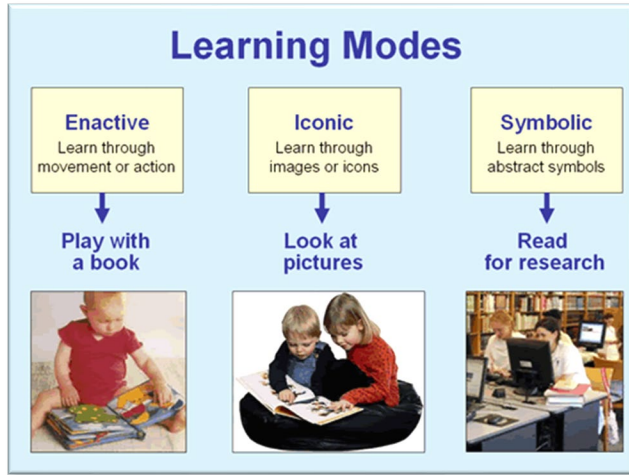 Learning Modes
Enactive
Learn through
movement or action
Play with
a book
Iconic
Learn through
images or icons
Look at
pictures
Symbolic
Learn through
abstract symbols
Read
for research